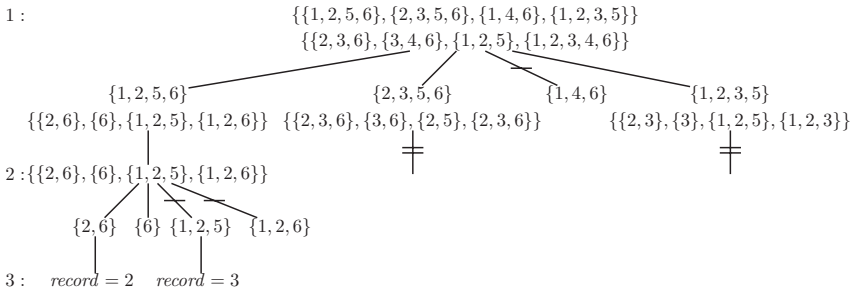 1 : {{1, 2, 5, 6}, {2, 3, 5, 6}, {1, 4, 6}, {1, 2, 3, 5}}
{{2, 3, 6}, {3, 4, 6}, {1, 2, 5}, {1, 2, 3, 4, 6}}
{1, 2, 5, 6} {2, 3, 5, 6} {1, 4, 6} {1, 2, 3, 5}
{{2, 6}, {6}, {1, 2, 5}, {1, 2, 6}} {{2, 3, 6}, {3, 6}, {2, 5}, {2, 3, 6}} {{2, 3}, {3}, {1, 2, 5}, {1, 2, 3}}
2 : {{2, 6}, {6}, {1, 2, 5}, {1, 2, 6}}
{2, 6} {6} {1, 2, 5} {1, 2, 6}
3 : record = 2 record = 3